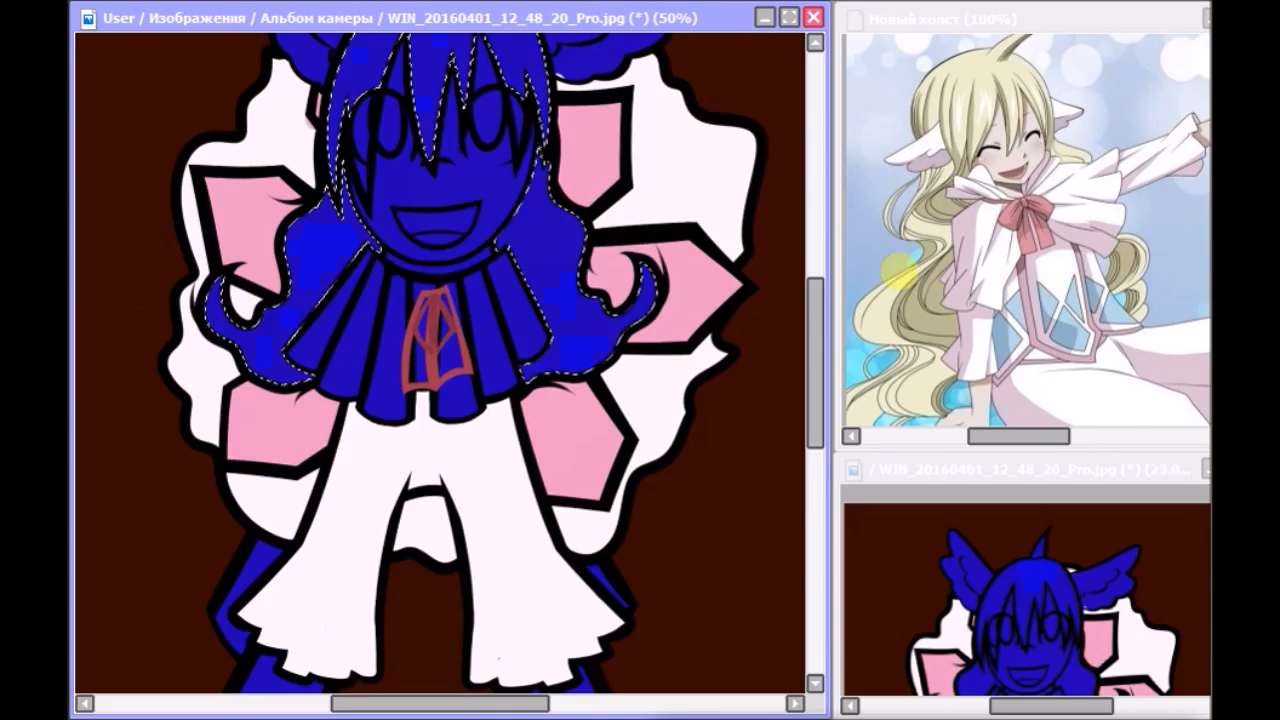 User / Изображения / Альбом камеры / WIN_20160401_12_48_20_Pro.jpg (*) (50%)
Новый холст (100%)
/ WIN_20160401_12_48_20_Pro.jpg (*) (23.0...